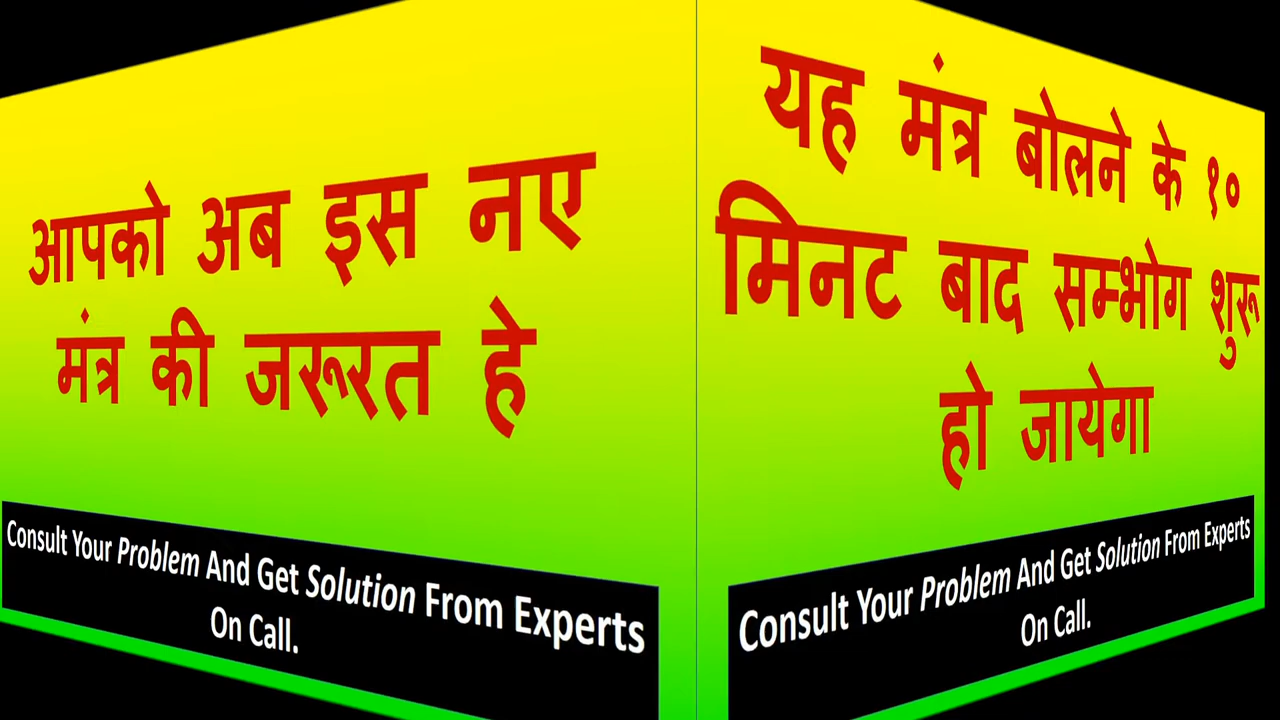 आपको अब इस नए
मंत्र की जरूरत हे
Consult Your Problem And Get Solution From Experts
On Call.
यह मंत्र बोलने के १०
मिनट बाद सम्भोग शुरू
हो जायेगा
Consult Your Problem And Get Solution From Experts
On Call.